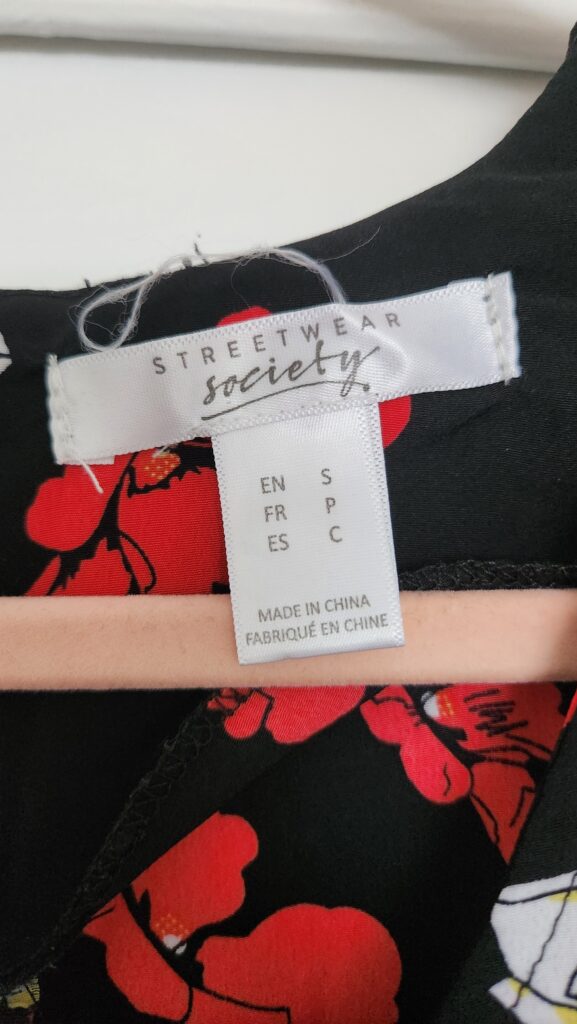 STREETWEAR
society
EN S
FR P
ES C
MADE IN CHINA
FABRIQUÉ EN CHINE